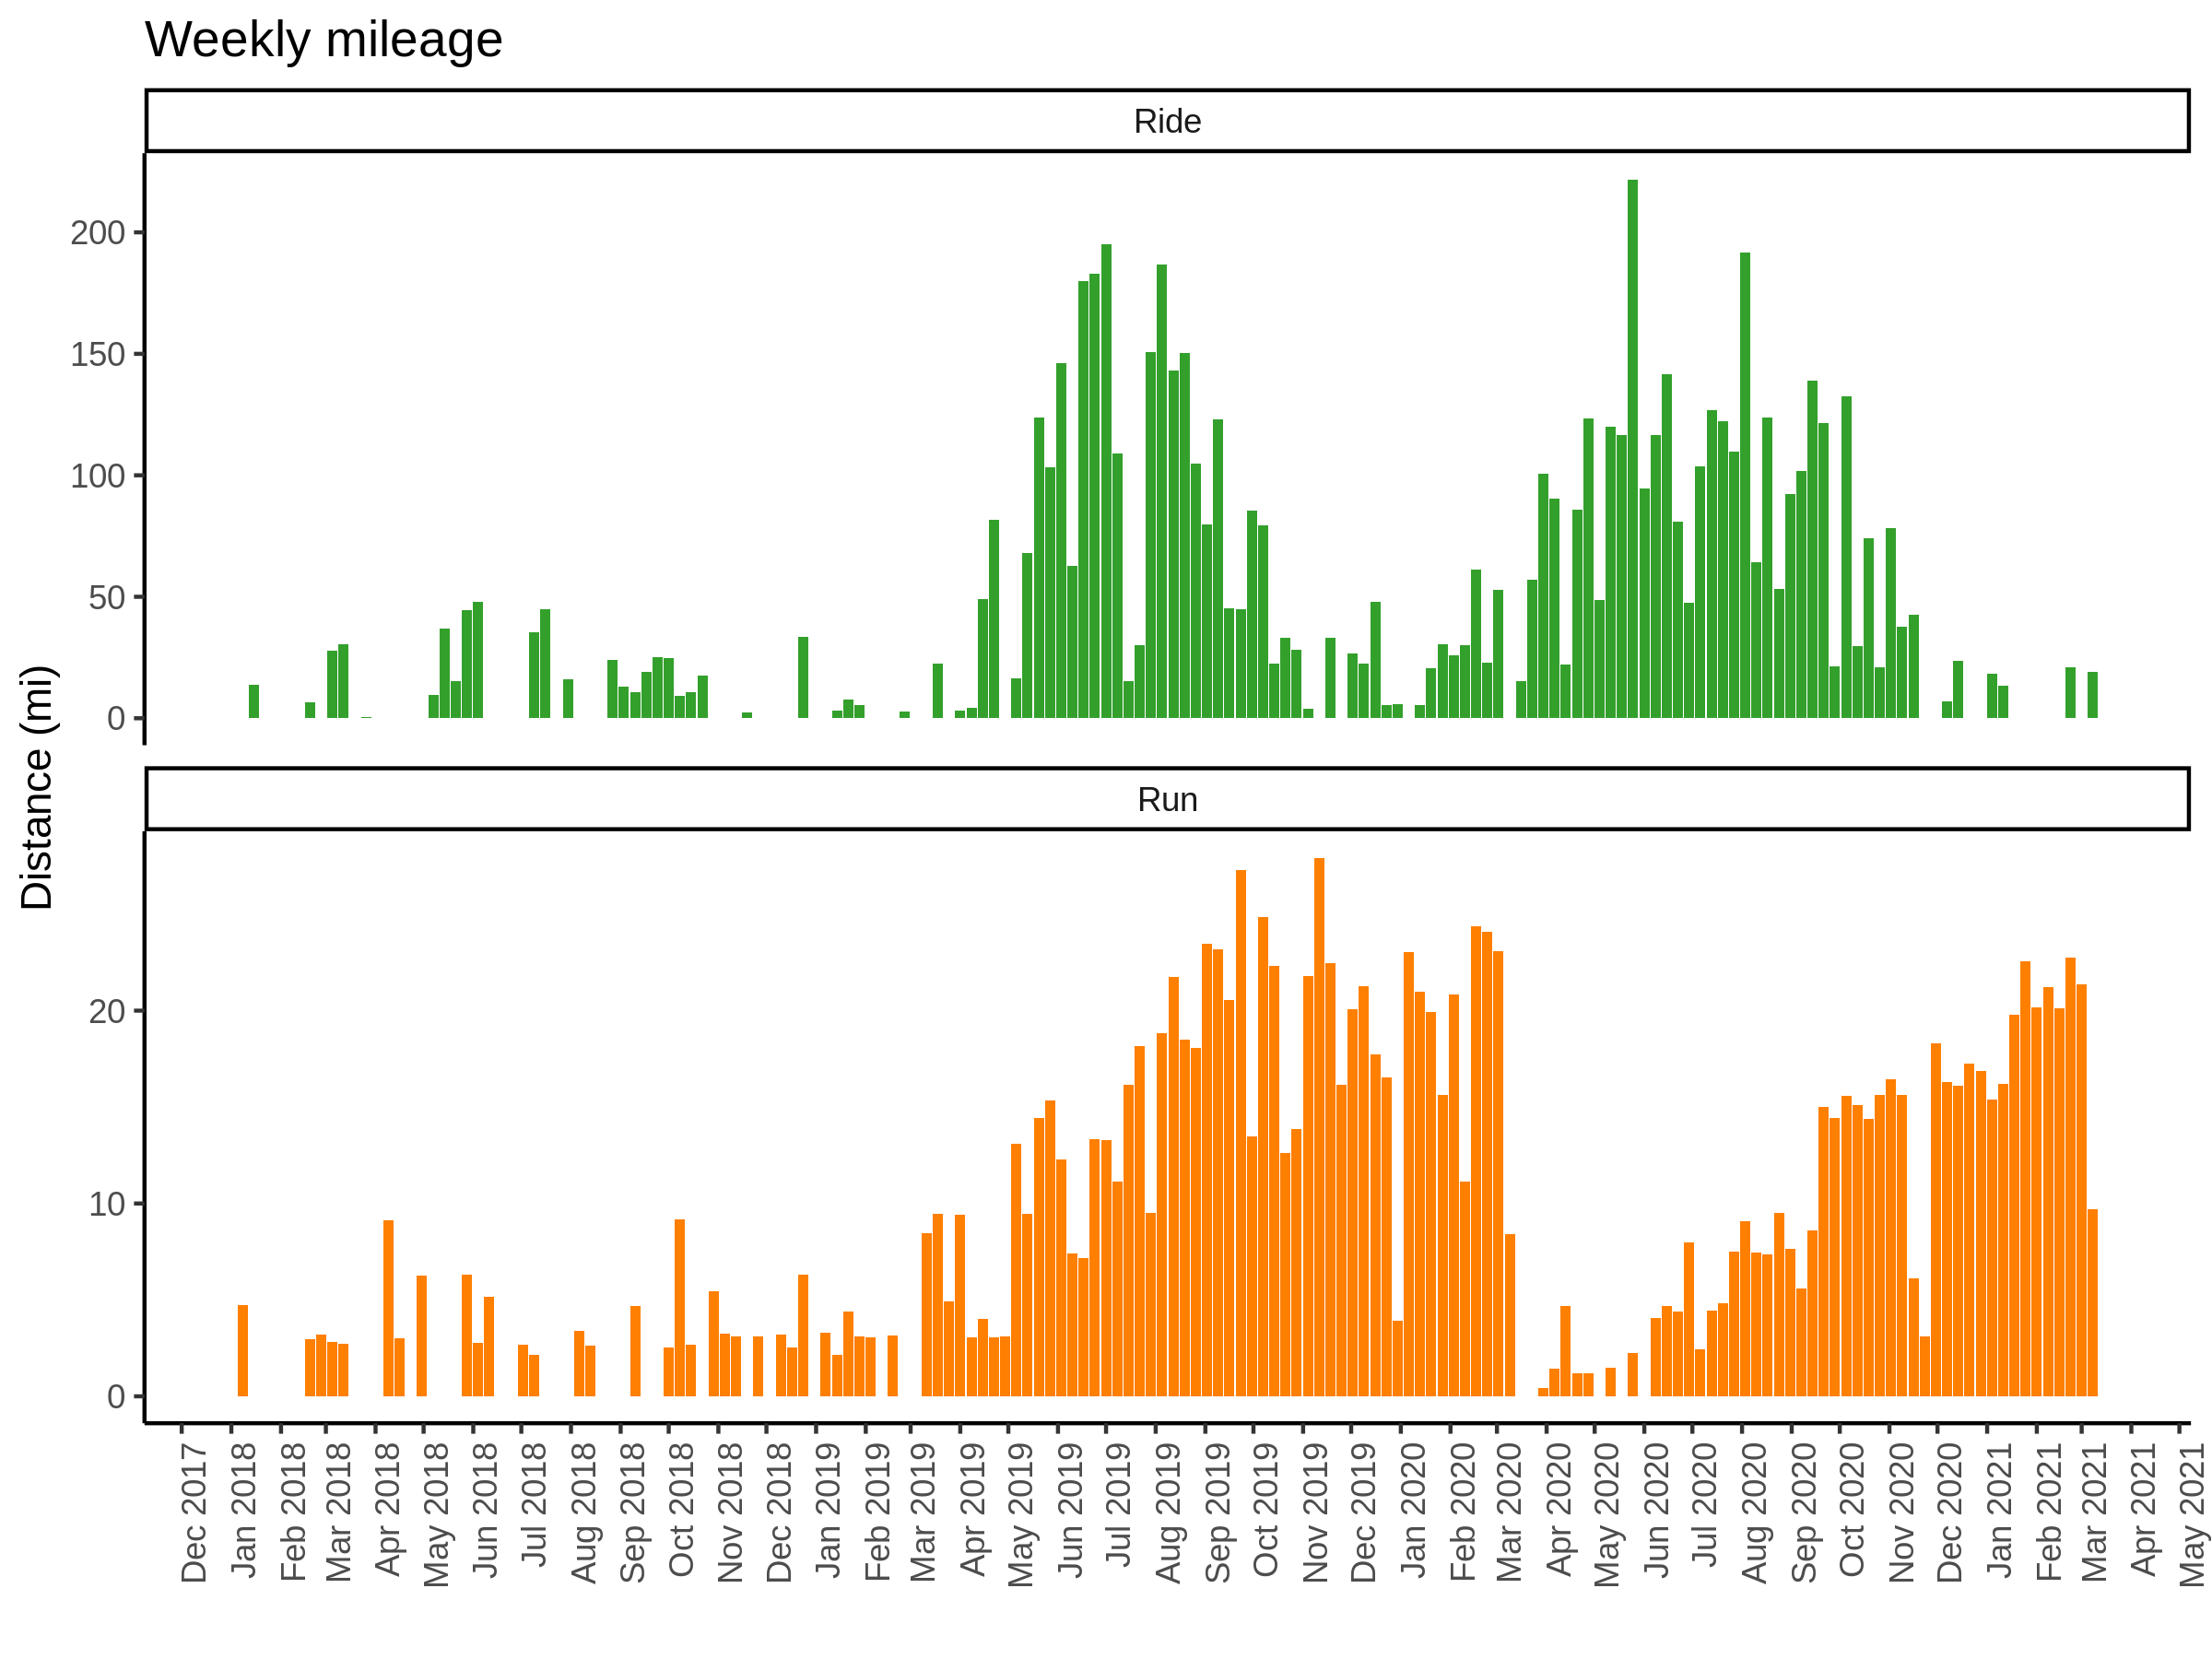 Weekly mileage
Ride
200
150
100
50
0
Distance (mi)
Run
20
10
0
Dec 2017
Jan 2018
Feb 2018
Mar 2018
Apr 2018
May 2018
Jun 2018
Jul 2018
Aug 2018
Sep 2018
Oct 2018
Nov 2018
Dec 2018
Jan 2019
Feb 2019
Mar 2019
Apr 2019
May 2019
Jun 2019
Jul 2019
Aug 2019
Sep 2019
Oct 2019
Nov 2019
Dec 2019
Jan 2020
Feb 2020
Mar 2020
Apr 2020
May 2020
Jun 2020
Jul 2020
Aug 2020
Sep 2020
Oct 2020
Nov 2020
Dec 2020
Jan 2021
Feb 2021
Mar 2021
Apr 2021
May 2021